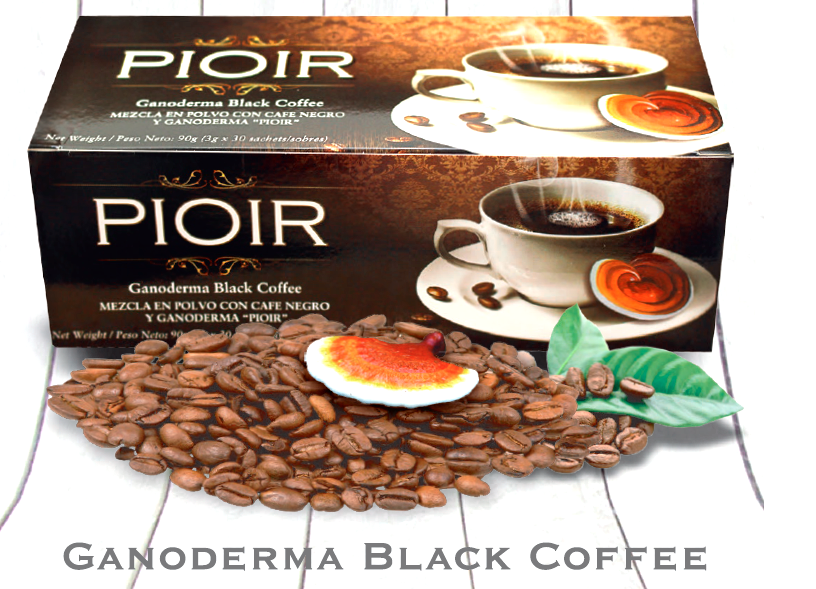 PIOIR
Ganoderma Black Coffee
MEZCLA EN POLVO CON CAFE NEGRO
Y GANODERMA "PIOIR"
Net Weight / Peso Neto: 90g (3g x 30 sachets/sobres)
PIOIR
Ganoderma Black Coffee
MEZCLA EN POLVO CON CAFE NEGRO
Y GANODERMA "PIOIR"
Net Weight / Peso Neto:
GANODERMA BLACK COFFEE